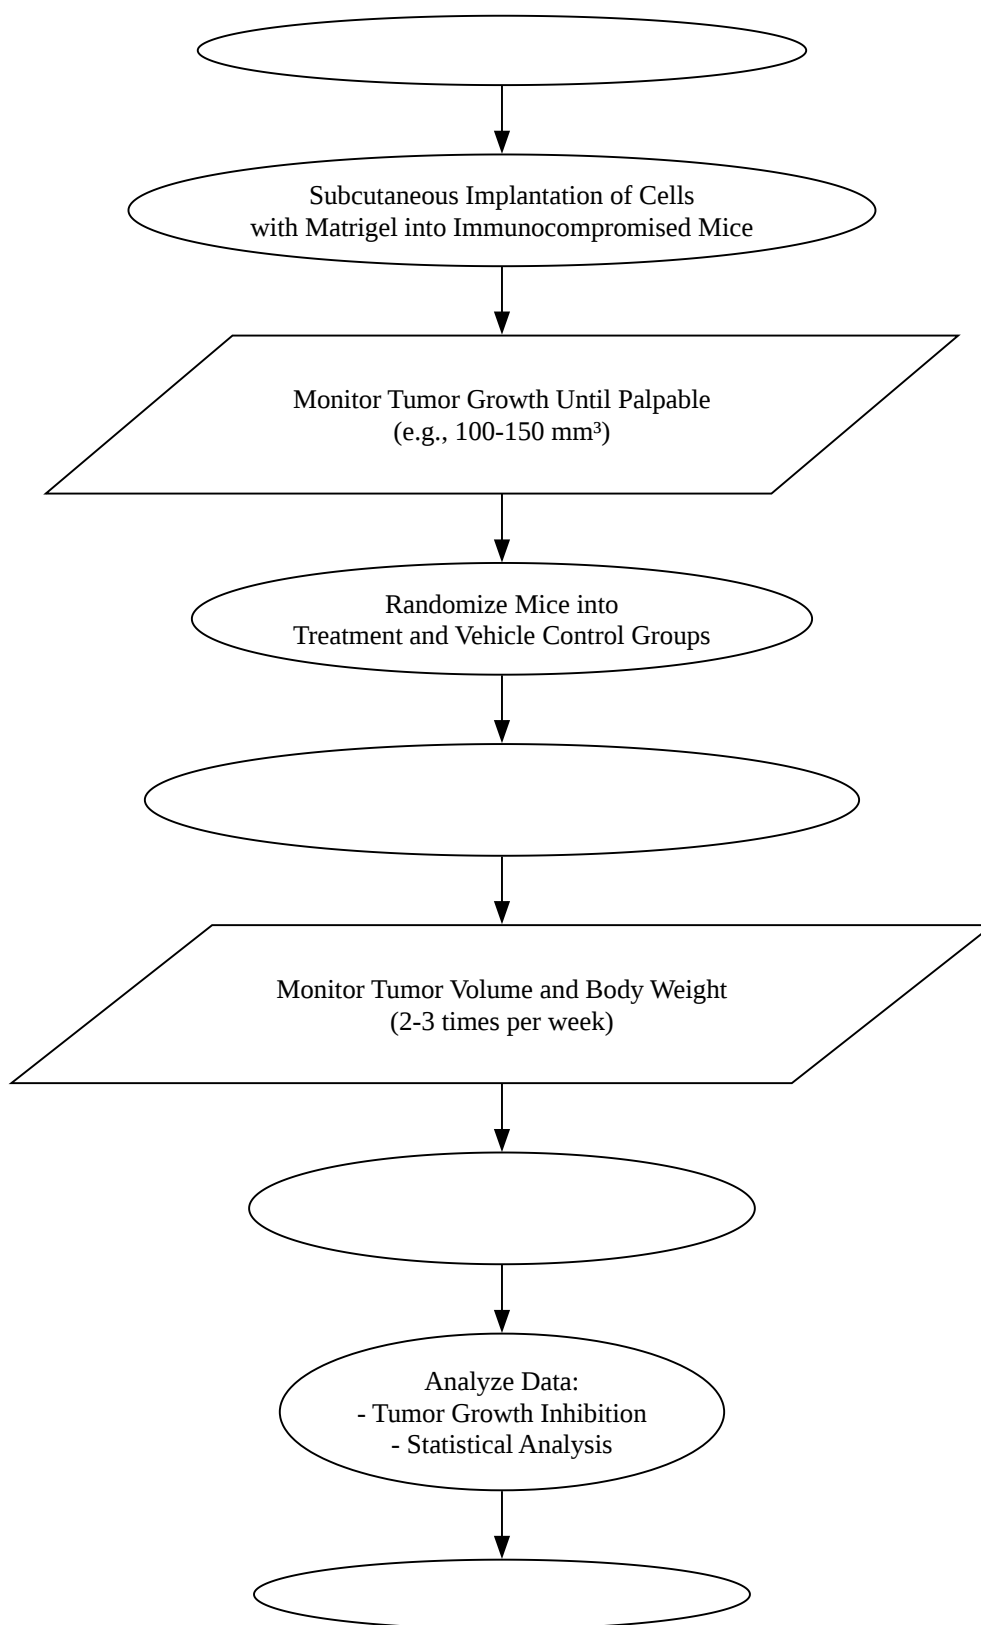 Subcutaneous Implantation of Cells
with Matrigel into Immunocompromised Mice
Monitor Tumor Growth Until Palpable
(e.g., 100-150 mm³)
Randomize Mice into
Treatment and Vehicle Control Groups
Monitor Tumor Volume and Body Weight
(2-3 times per week)
Analyze Data:
- Tumor Growth Inhibition
- Statistical Analysis